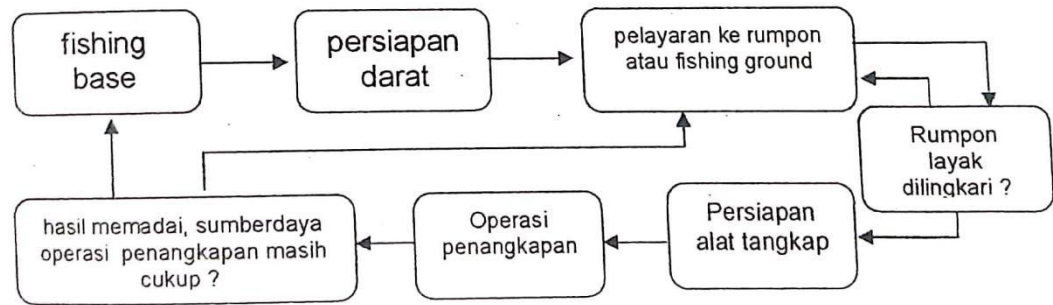 fishing
base
persiapan
darat
pelayaran ke rumpon
atau fishing ground
Rumpon
layak
dilingkari ?
Persiapan
alat tangkap
Operasi
penangkapan
hasil memadai, sumberdaya
operasi penangkapan masih
cukup ?